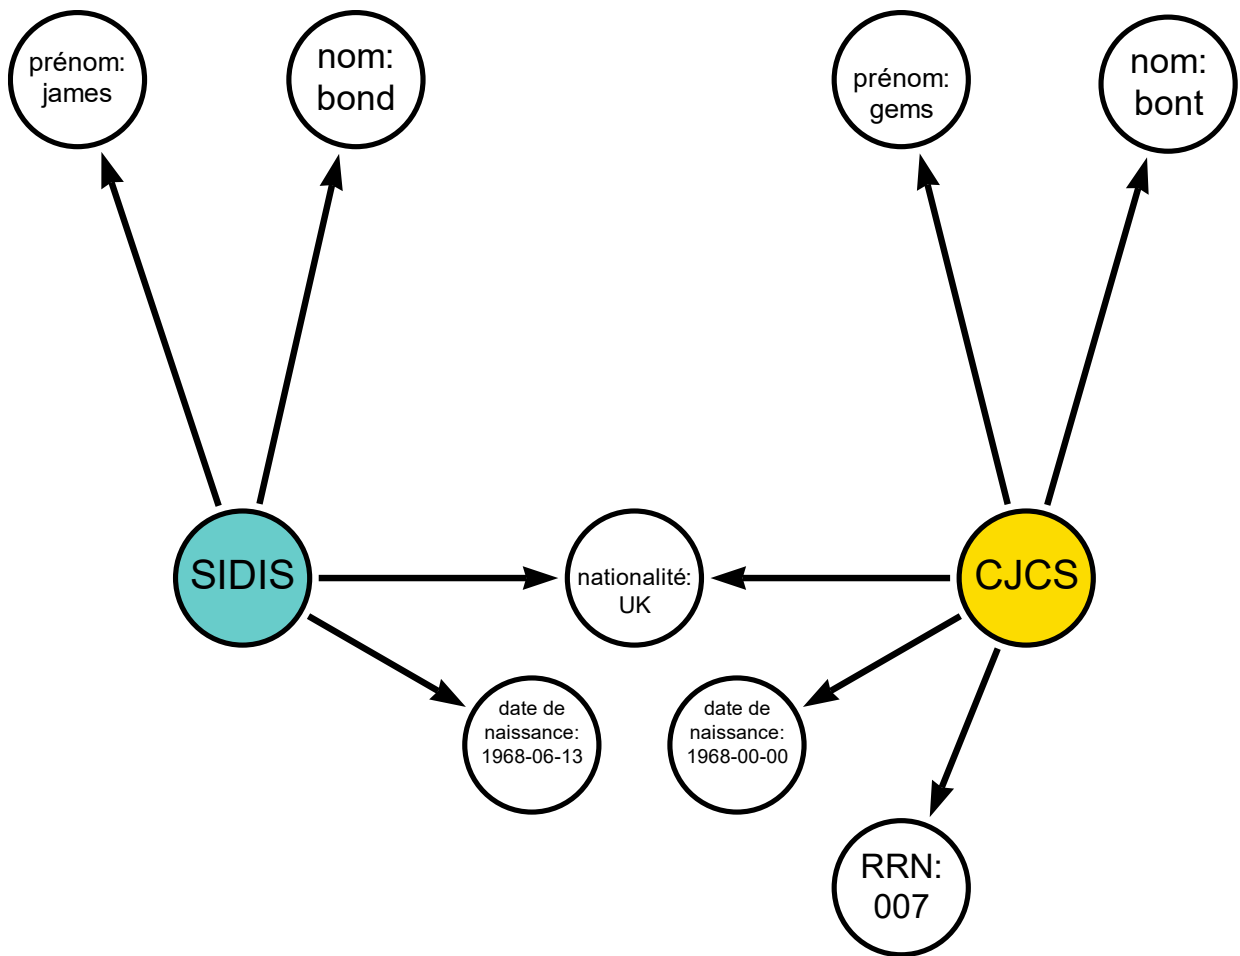 prénom:
james
nom:
bond
prénom:
gems
nom:
bont
SIDIS
nationalité:
UK
CJCS
date de
naissance:
1968-06-13
date de
naissance:
1968-00-00
RRN:
007